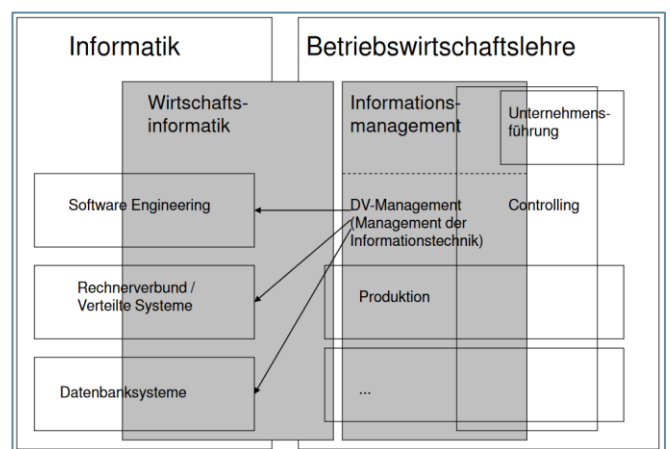 Informatik
Betriebswirtschaftslehre
Wirtschafts-
informatik
Informations-
management
Unternehmens-
führung
Software Engineering
DV-Management
(Management der
Informationstechnik)
Controlling
Rechnerverbund /
Verteilte Systeme
Produktion
Datenbanksysteme
...